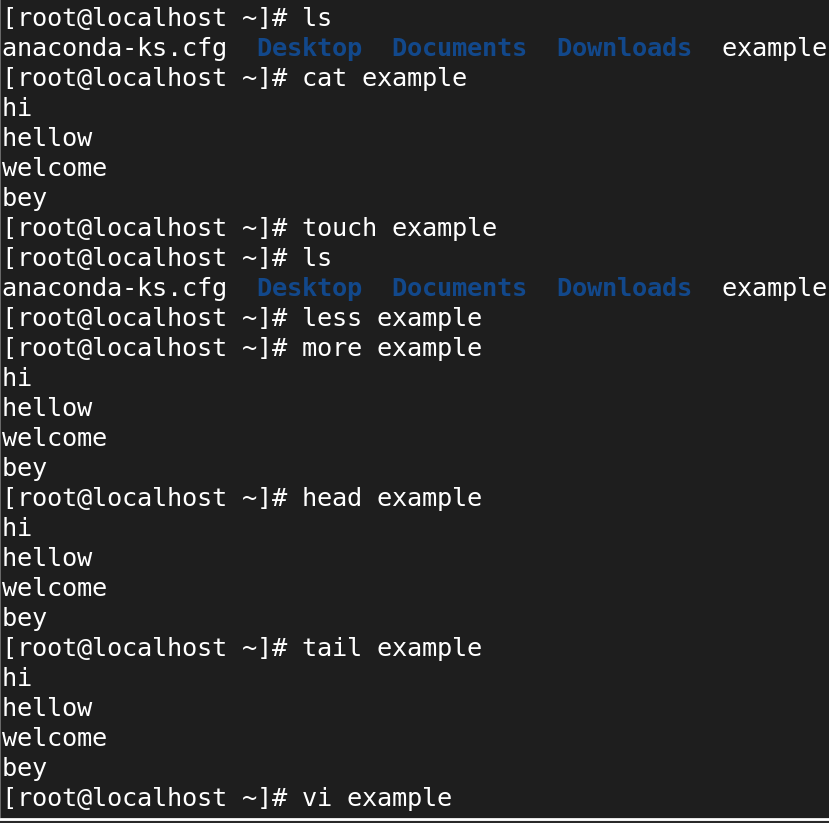 [root@localhost ~]# ls
anaconda-ks.cfg  Desktop  Documents  Downloads  example
[root@localhost ~]# cat example
hi
hellow
welcome
bey
[root@localhost ~]# touch example
[root@localhost ~]# ls
anaconda-ks.cfg  Desktop  Documents  Downloads  example
[root@localhost ~]# less example
[root@localhost ~]# more example
hi
hellow
welcome
bey
[root@localhost ~]# head example
hi
hellow
welcome
bey
[root@localhost ~]# tail example
hi
hellow
welcome
bey
[root@localhost ~]# vi example